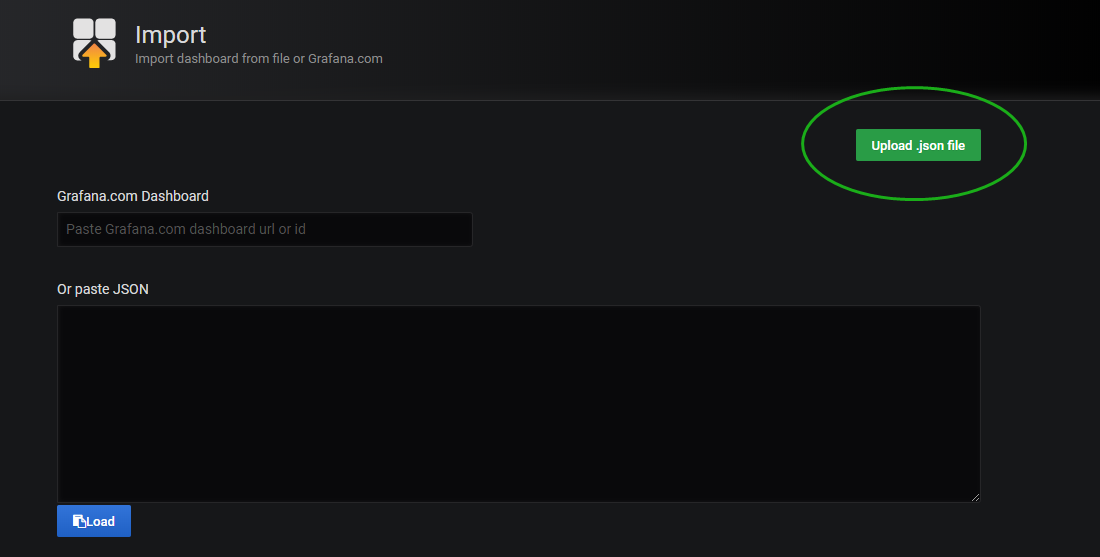 Import
Import dashboard from file or Grafana.com
Upload .json file
Grafana.com Dashboard
Paste Grafana.com dashboard url or id
Or paste JSON
Load